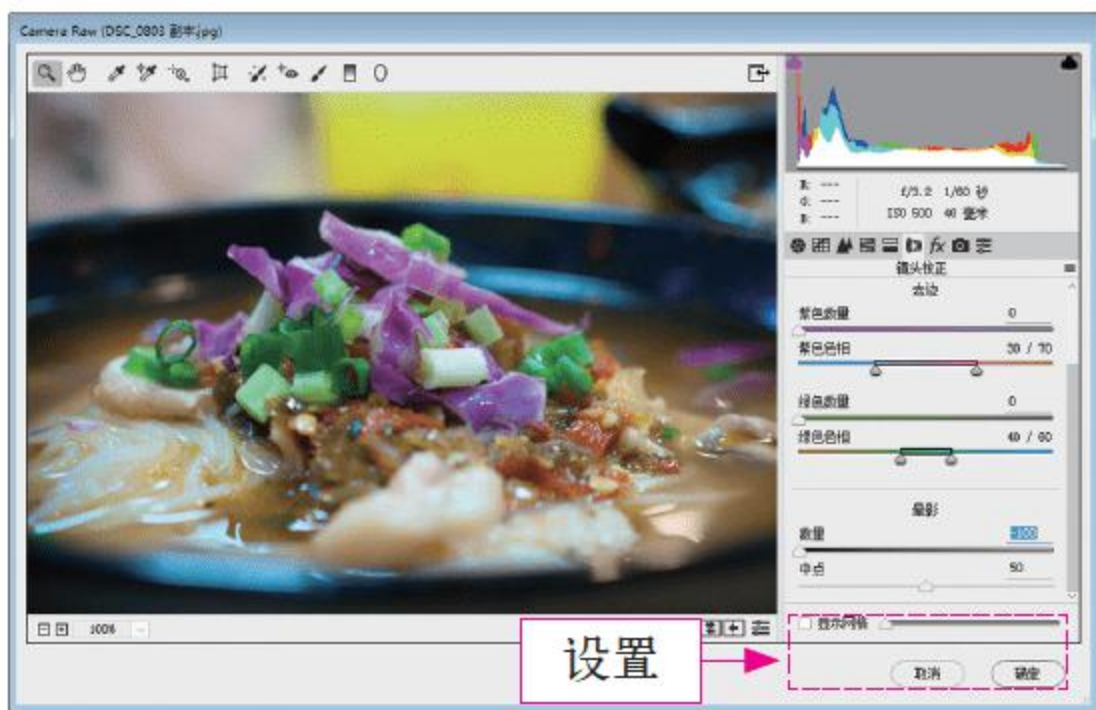 Camera Raw (DSC_0803 副本.jpg)
R: ---
G: ---
B: ---
f/3.2 1/60 秒
ISO 500 40 毫米
fx
镜头校正
去边
紫色数量 0
紫色色相 30 / 70
绿色数量 0
绿色色相 40 / 60
晕影
数量 -100
中点 50
显示网格
100%
设置
取消 确定